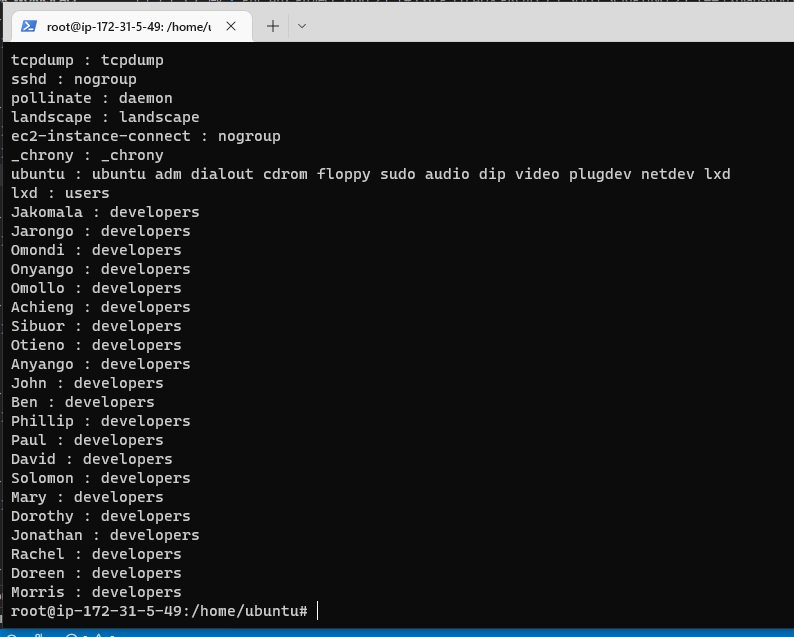 root@ip-172-31-5-49: /home/u
tcpdump : tcpdump
sshd : nogroup
pollinate : daemon
landscape : landscape
ec2-instance-connect : nogroup
_chrony : _chrony
ubuntu : ubuntu adm dialout cdrom floppy sudo audio dip video plugdev netdev lxd
lxd : users
Jakomala : developers
Jarongo : developers
Omondi : developers
Onyango : developers
Omollo : developers
Achieng : developers
Sibuor : developers
Otieno : developers
Anyango : developers
John : developers
Ben : developers
Phillip : developers
Paul : developers
David : developers
Solomon : developers
Mary : developers
Dorothy : developers
Jonathan : developers
Rachel : developers
Doreen : developers
Morris : developers
root@ip-172-31-5-49:/home/ubuntu#